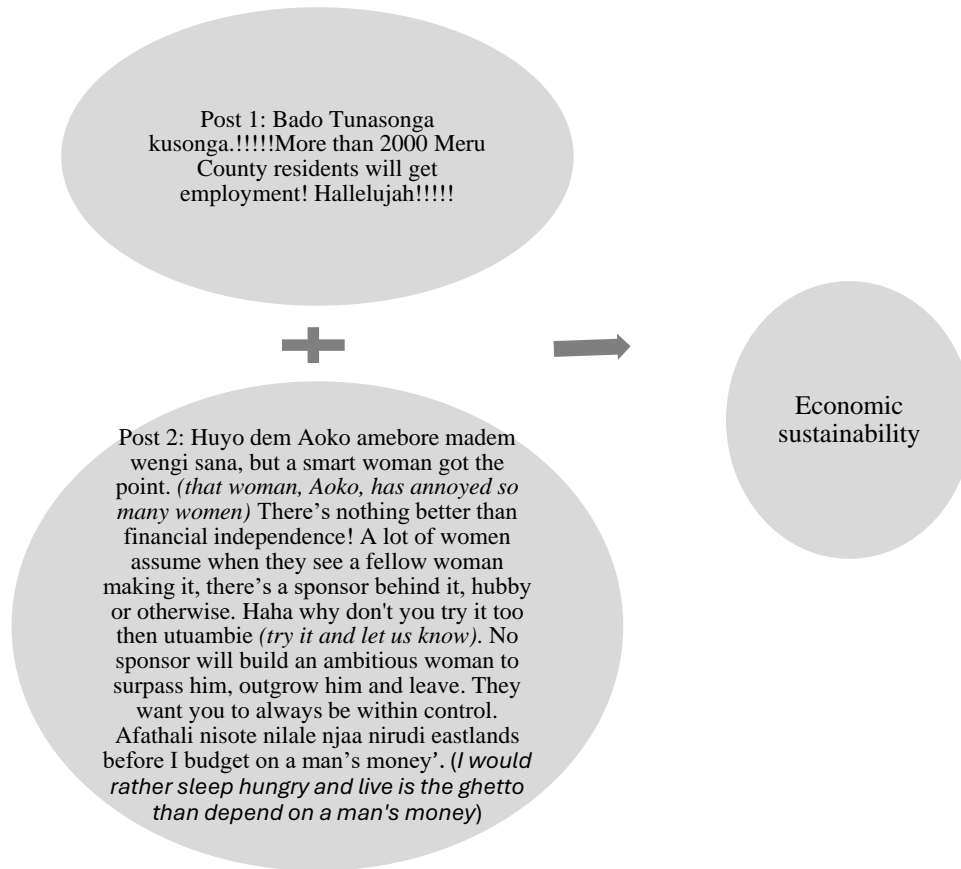 Post 1: Bado Tunasonga
kusonga.!!!!!More than 2000 Meru
County residents will get
employment! Hallelujah!!!!!
Post 2: Huyo dem Aoko amebore madem
wengi sana, but a smart woman got the
point. (that woman, Aoko, has annoyed so
many women) There’s nothing better than
financial independence! A lot of women
assume when they see a fellow woman
making it, there’s a sponsor behind it, hubby
or otherwise. Haha why don't you try it too
then utuambie (try it and let us know). No
sponsor will build an ambitious woman to
surpass him, outgrow him and leave. They
want you to always be within control.
Afathali nisote nilale njaa nirudi eastlands
before I budget on a man’s money’. (I would
rather sleep hungry and live is the ghetto
than depend on a man's money)
Economic
sustainability